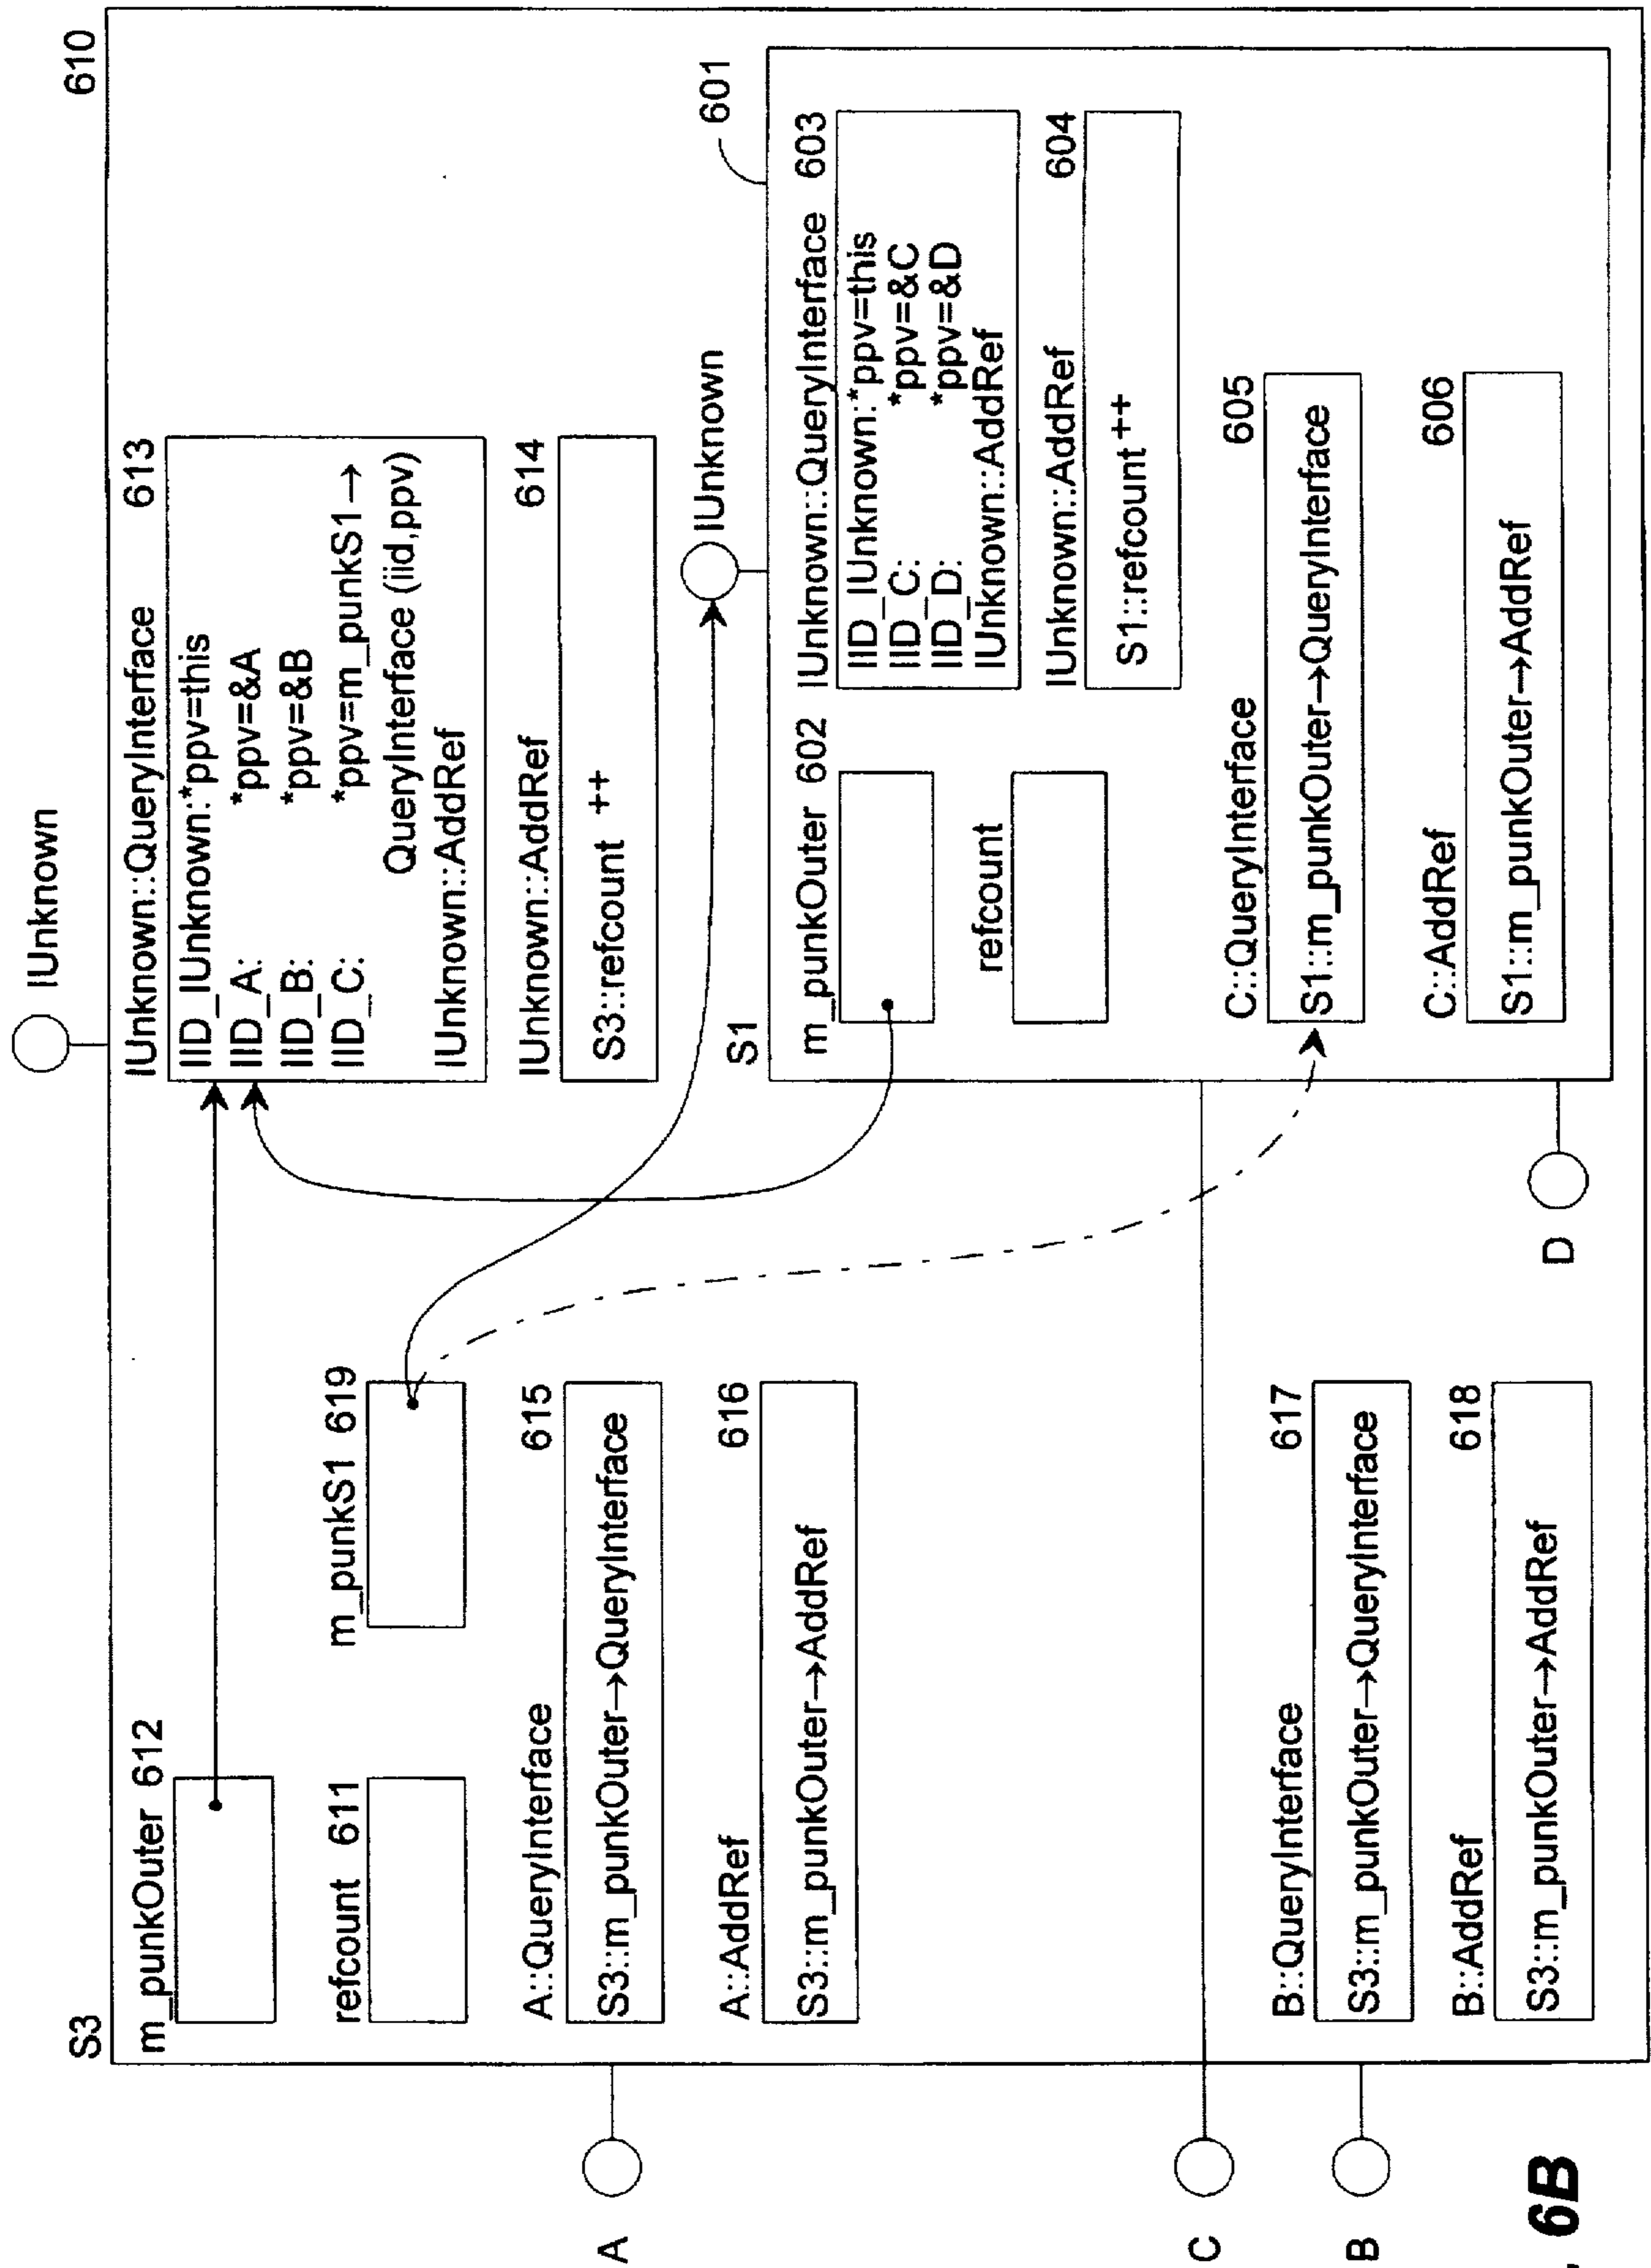 IUnknown
S3
610
m_punkOuter 612
IUnknown::QueryInterface 613
IID_IUnknown:*ppv=this
IID_A: *ppv=&A
IID_B: *ppv=&B
IID_C: *ppv=m_punkS1→
QueryInterface (iid,ppv)
IUnknown::AddRef
refcount 611
m_punkS1 619
A::QueryInterface 615
S3::m_punkOuter→QueryInterface
IUnknown::AddRef 614
S3::refcount ++
A
A::AddRef 616
S3::m_punkOuter→AddRef
IUnknown
601
S1
m_punkOuter 602
IUnknown::QueryInterface 603
IID_IUnknown:*ppv=this
IID_C: *ppv=&C
IID_D: *ppv=&D
IUnknown::AddRef
refcount
IUnknown::AddRef 604
S1::refcount ++
C
C::QueryInterface 605
S1::m_punkOuter→QueryInterface
B
B::QueryInterface 617
S3::m_punkOuter→QueryInterface
C::AddRef 606
S1::m_punkOuter→AddRef
B::AddRef 618
S3::m_punkOuter→AddRef
D
6B